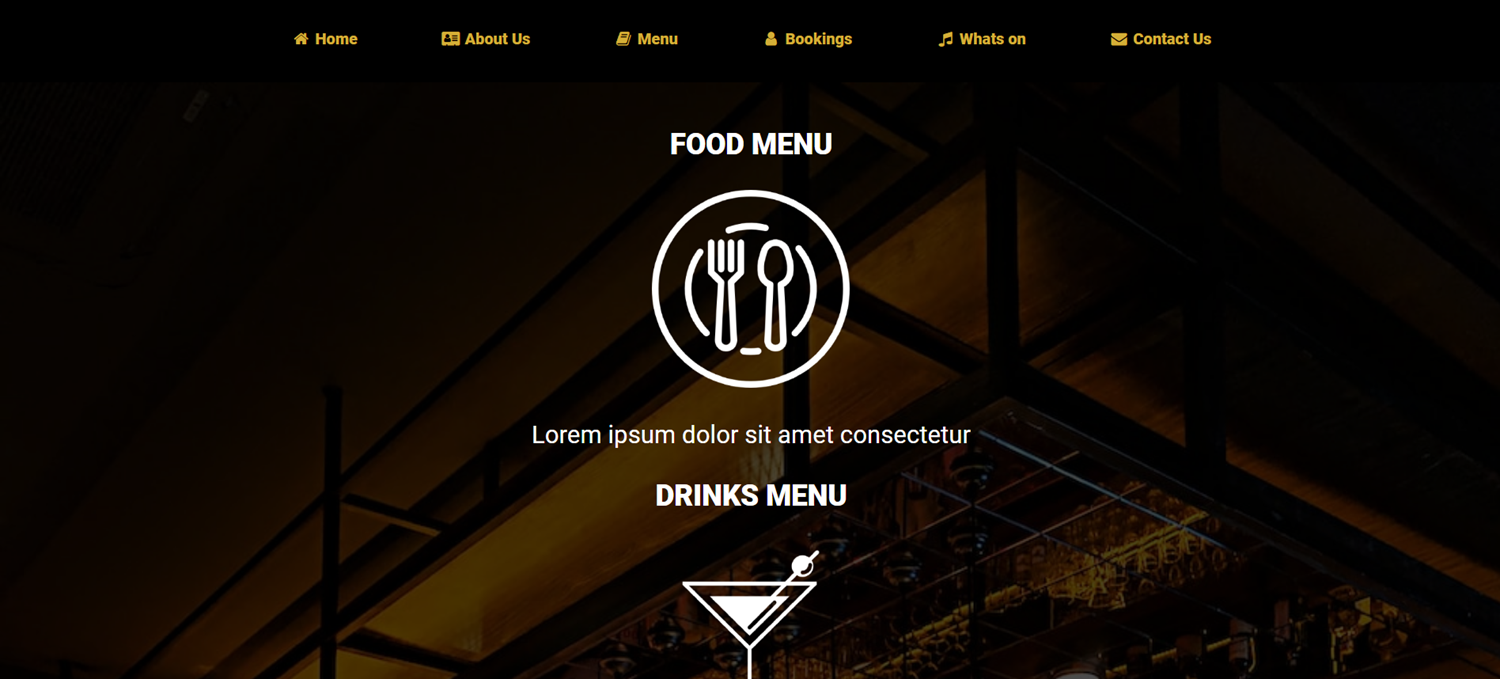 Home About Us Menu Bookings Whats on Contact Us
FOOD MENU
Lorem ipsum dolor sit amet consectetur
DRINKS MENU